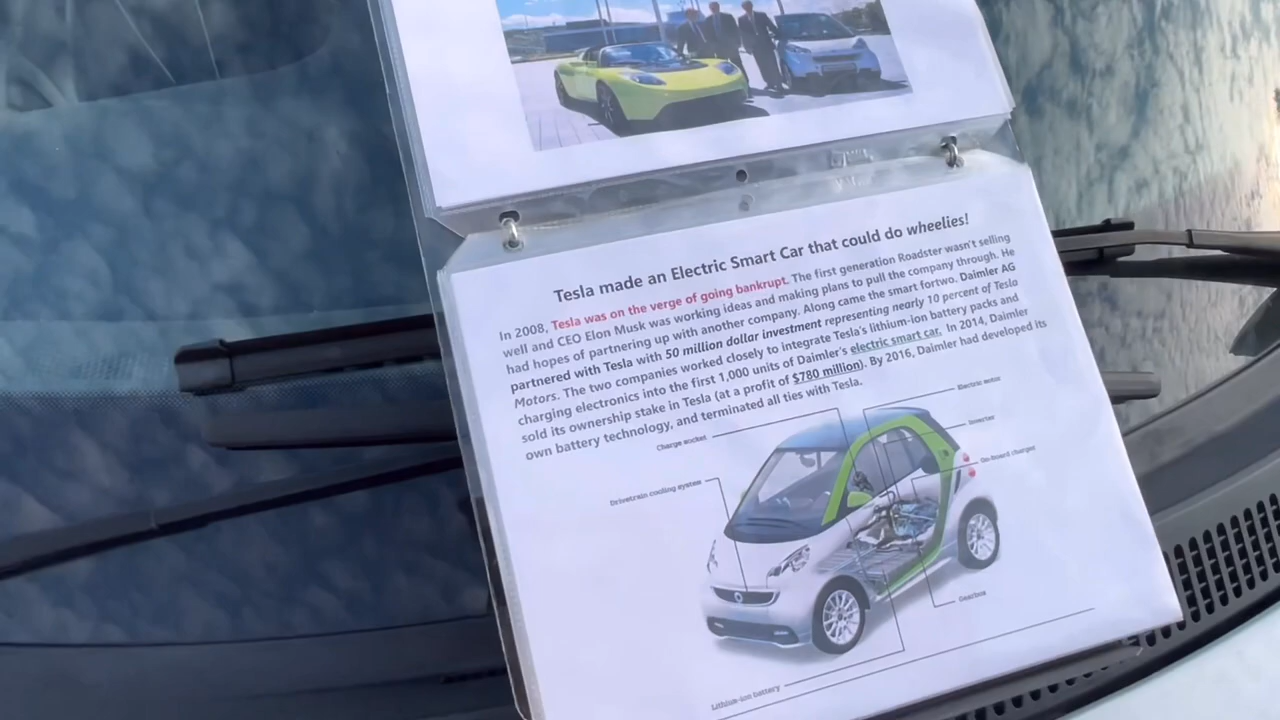 Tesla made an Electric Smart Car that could do wheelies!
In 2008, Tesla was on the verge of going bankrupt. The first generation Roadster wasn't selling
well and CEO Elon Musk was working ideas and making plans to pull the company through. He
had hopes of partnering up with another company. Along came the smart fortwo. Daimler AG
partnered with Tesla with 50 million dollar investment representing nearly 10 percent of Tesla
Motors. The two companies worked closely to integrate Tesla's lithium-ion battery packs and
charging electronics into the first 1,000 units of Daimler's electric smart car. In 2014, Daimler
sold its ownership stake in Tesla (at a profit of $780 million). By 2016, Daimler had developed its
own battery technology, and terminated all ties with Tesla.
Electric motor
Charge socket
Inverter
On-board charger
Drivetrain cooling system
Gearbox
Lithium-ion battery